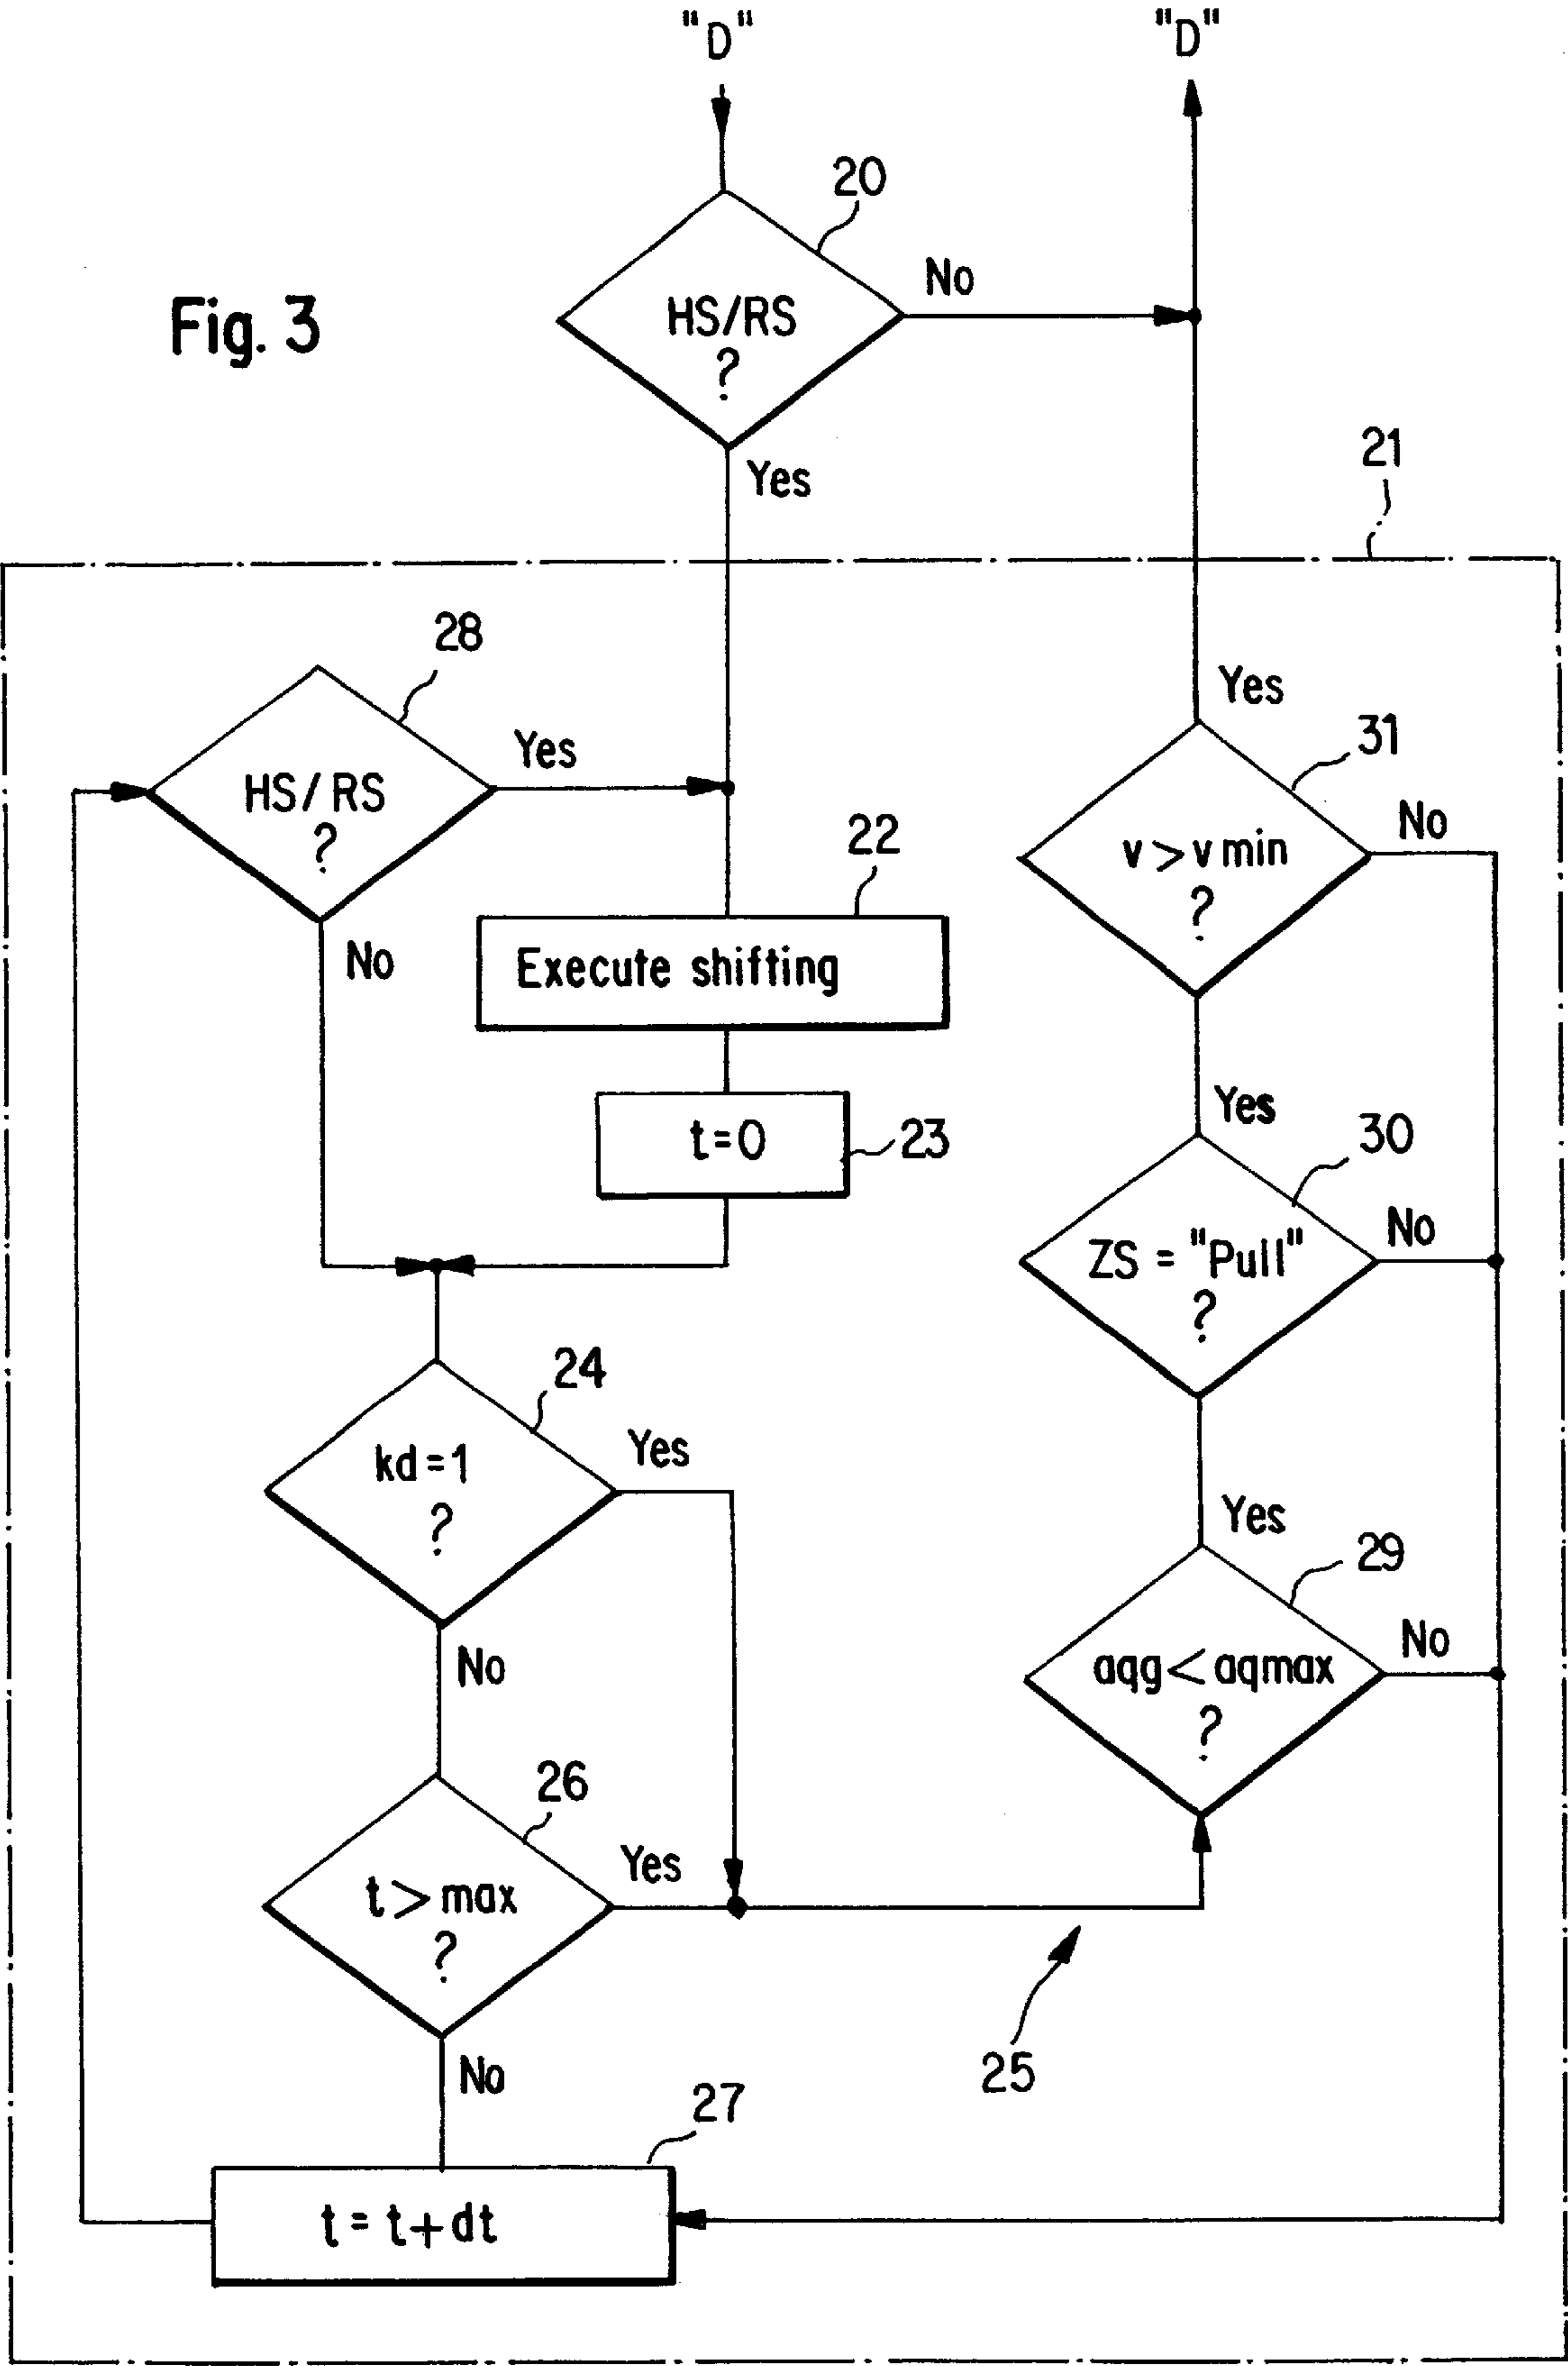 "D"
"D"
20
No
Fig. 3
HS/RS
?
Yes
21
28
Yes
31
Yes
HS/RS
?
22
No
v > v min
?
No
Execute shifting
Yes
30
t=0
23
No
ZS = "Pull"
?
24
Yes
kd=1
?
Yes
29
No
No
aqg < aqmax
?
26
Yes
t > max
?
25
No
27
t = t+dt